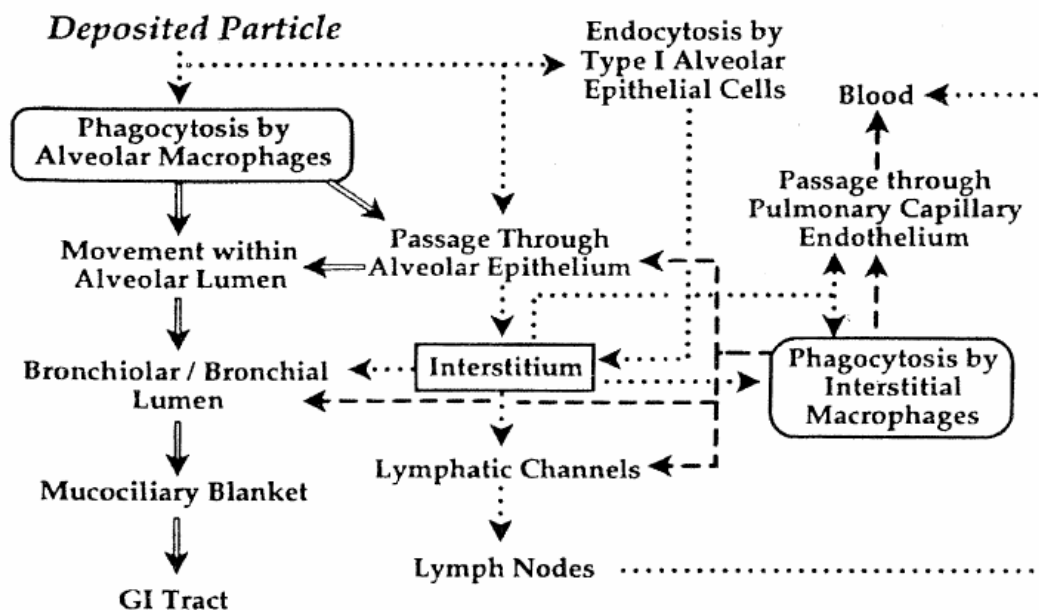 Deposited Particle
Endocytosis by
Type I Alveolar
Epithelial Cells
Blood
Phagocytosis by
Alveolar Macrophages
Passage through
Pulmonary Capillary
Endothelium
Movement within
Alveolar Lumen
Passage Through
Alveolar Epithelium
Bronchiolar / Bronchial
Lumen
Interstitium
Phagocytosis by
Interstitial
Macrophages
Lymphatic Channels
Mucociliary Blanket
Lymph Nodes
GI Tract